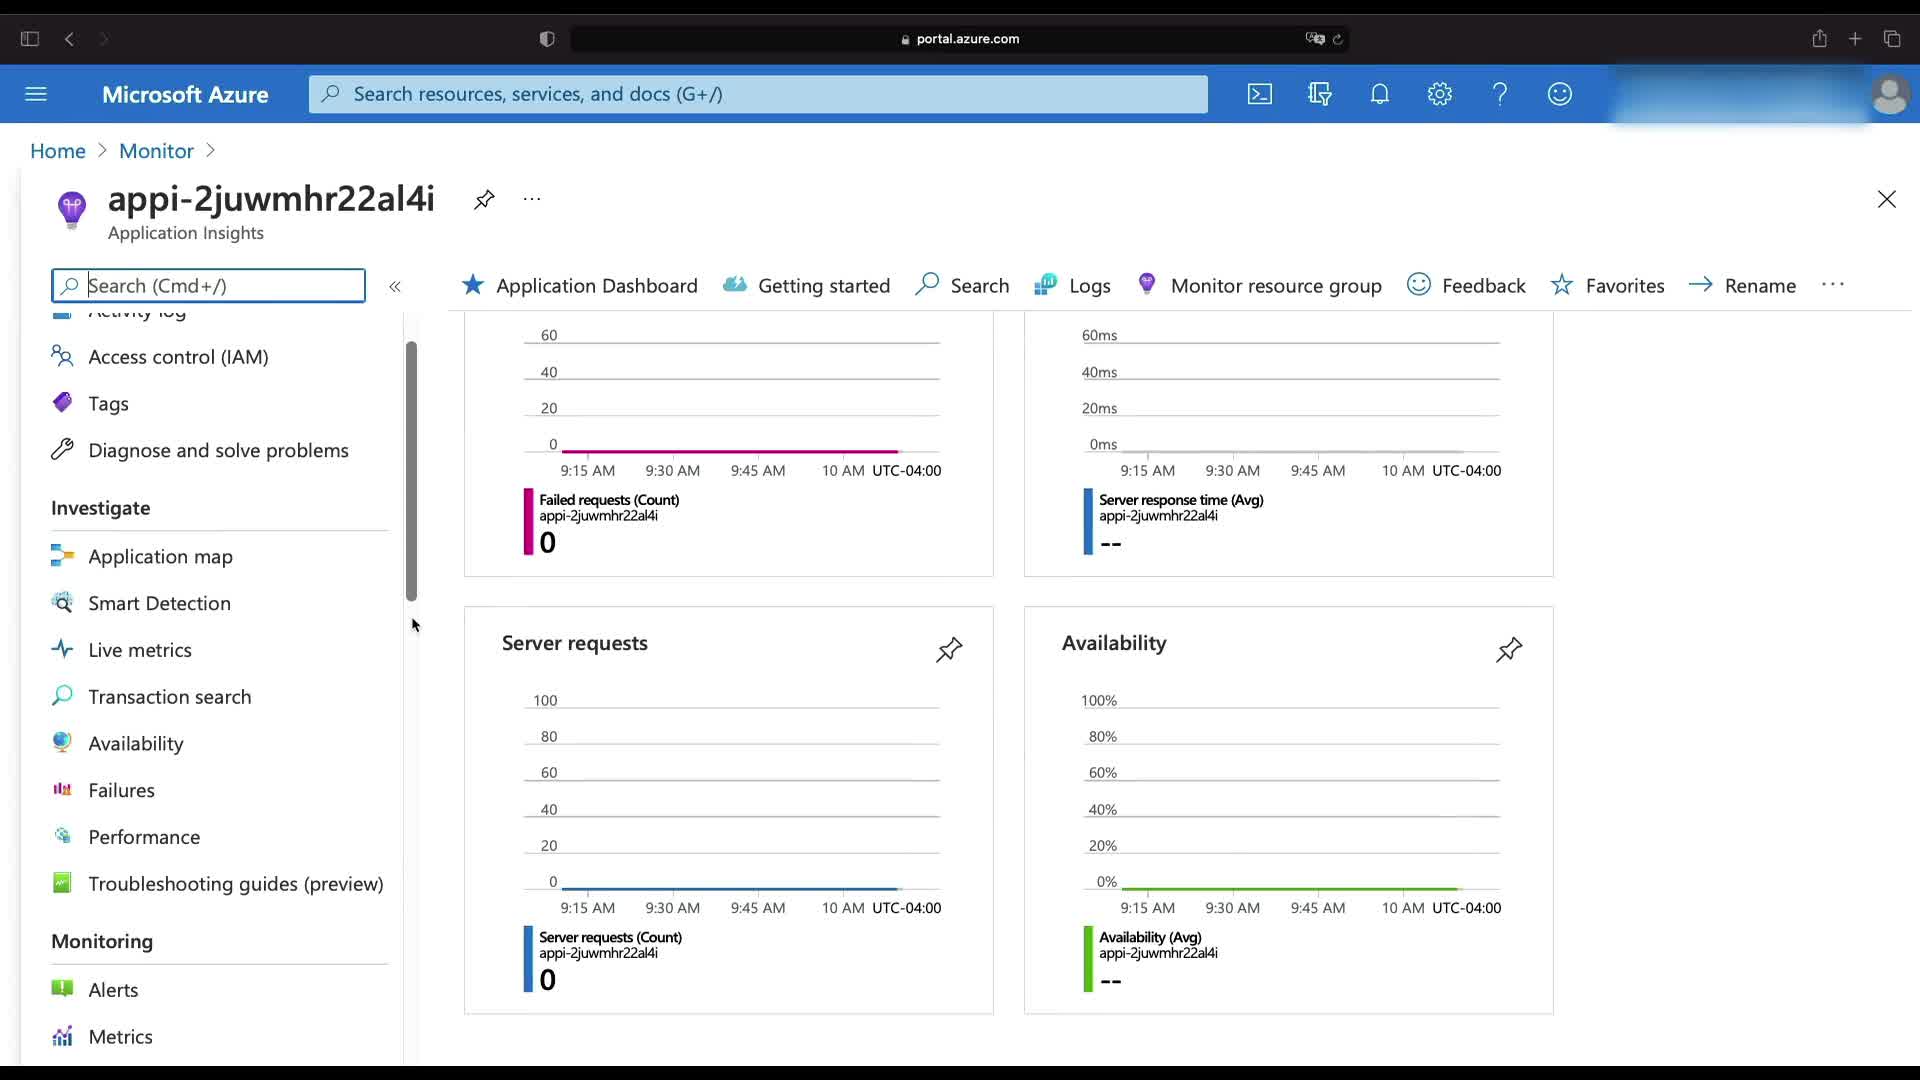 portal.azure.com
Microsoft Azure
Search resources, services, and docs (G+/)
Home > Monitor >
appi-2juwmhr22al4i
...
Application Insights
Search (Cmd+/)
«
Application Dashboard
Getting started
Search
Logs
Monitor resource group
Feedback
Favorites
Rename
...
Activity log
Access control (IAM)
Tags
Diagnose and solve problems
Investigate
Application map
Smart Detection
Live metrics
Transaction search
Availability
Failures
Performance
Troubleshooting guides (preview)
Monitoring
Alerts
Metrics
60
40
20
0
9:15 AM 9:30 AM 9:45 AM 10 AM UTC-04:00
Failed requests (Count)
appi-2juwmhr22al4i
0
60ms
40ms
20ms
0ms
9:15 AM 9:30 AM 9:45 AM 10 AM UTC-04:00
Server response time (Avg)
appi-2juwmhr22al4i
--
Server requests
100
80
60
40
20
0
9:15 AM 9:30 AM 9:45 AM 10 AM UTC-04:00
Server requests (Count)
appi-2juwmhr22al4i
0
Availability
100%
80%
60%
40%
20%
0%
9:15 AM 9:30 AM 9:45 AM 10 AM UTC-04:00
Availability (Avg)
appi-2juwmhr22al4i
--